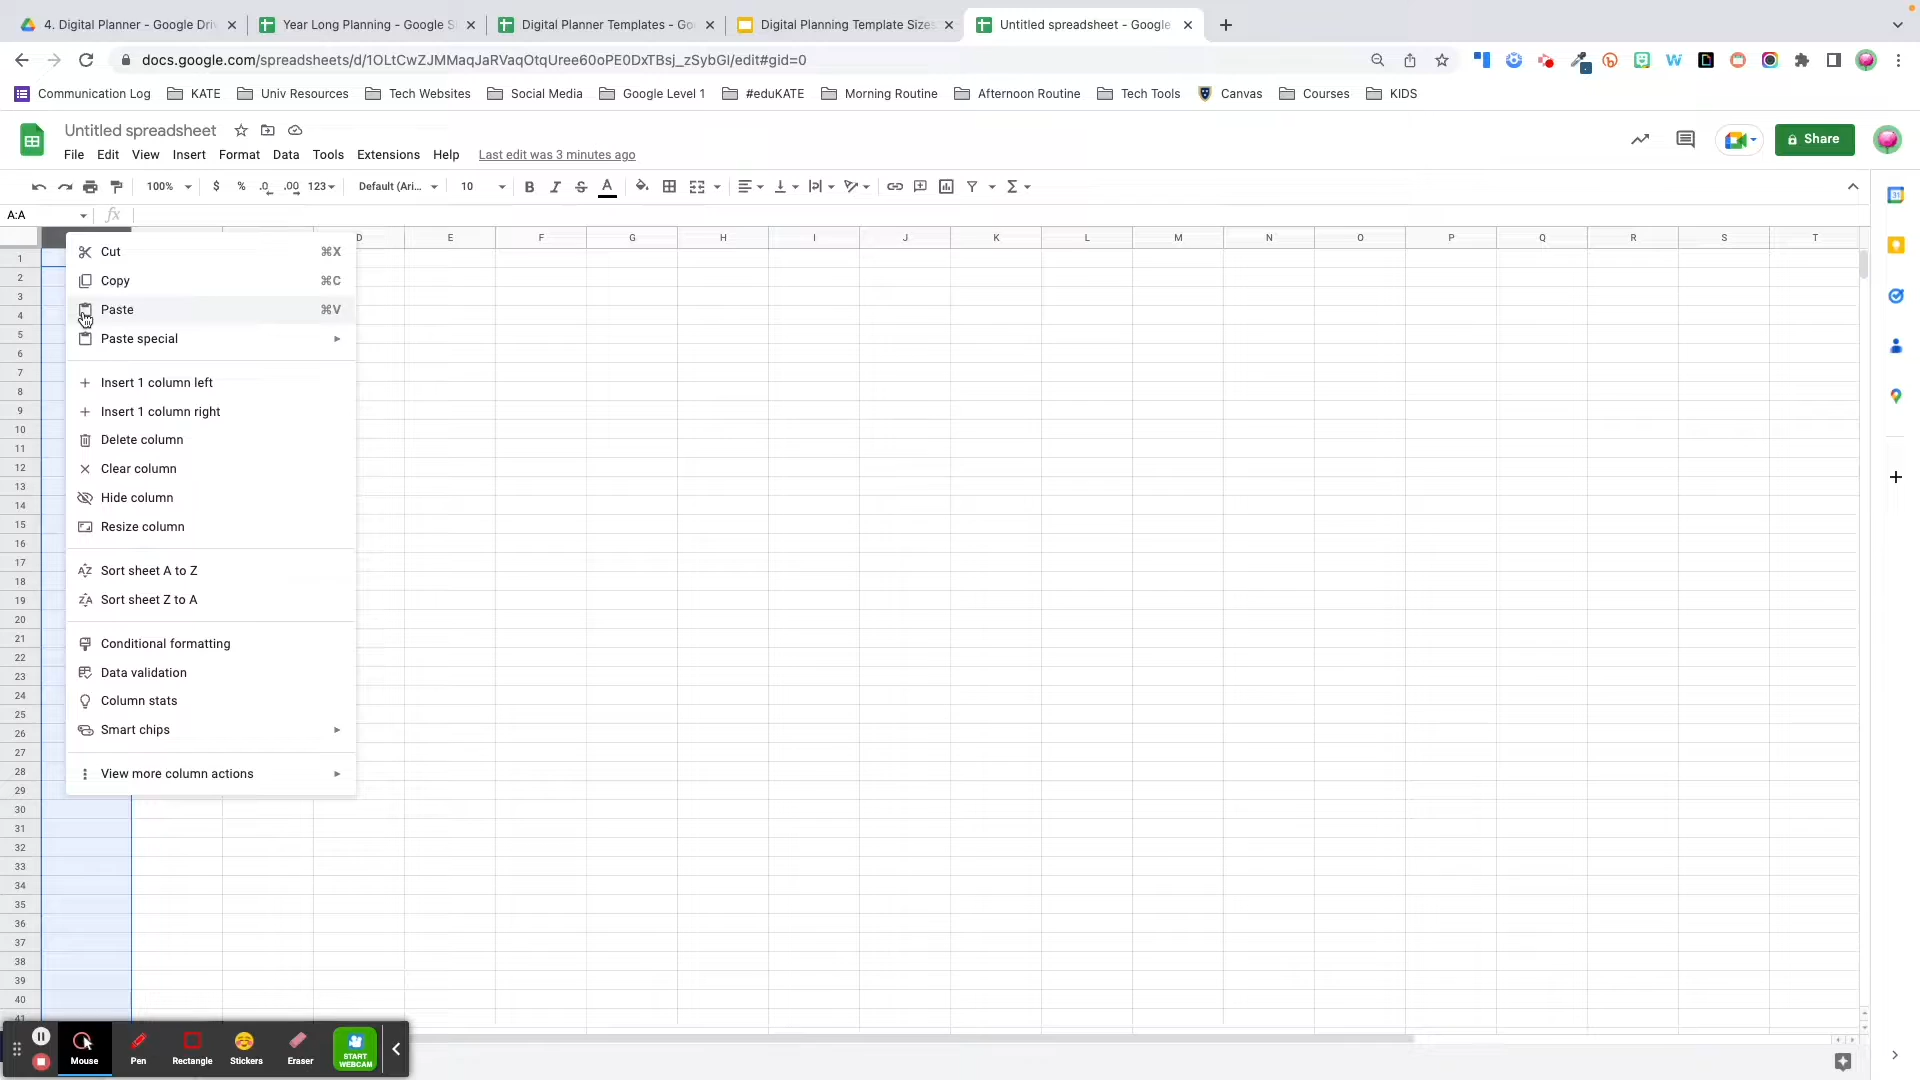 4. Digital Planner - Google Dri
Year Long Planning - Google S
Digital Planner Templates - Go
Digital Planning Template Sizes
Untitled spreadsheet - Google
docs.google.com/spreadsheets/d/1OLtCwZJMMaqJaRVaqOtqUree60oPE0DxTBsj_zSybGI/edit#gid=0
Communication Log KATE Univ Resources Tech Websites Social Media Google Level 1 #eduKATE Morning Routine Afternoon Routine Tech Tools Canvas Courses KIDS
Untitled spreadsheet
Share
File Edit View Insert Format Data Tools Extensions Help Last edit was 3 minutes ago
100% $ % .0 .00 123 Default (Ari... 10 B I S A Σ
A:A fx
D E F G H I J K L M N O P Q R S T
1
2
3
4
5
6
7
8
9
10
11
12
13
14
15
16
17
18
19
20
21
22
23
24
25
26
27
28
29
30
31
32
33
34
35
36
37
38
39
40
41
Cut ⌘X
Copy ⌘C
Paste ⌘V
Paste special
Insert 1 column left
Insert 1 column right
Delete column
Clear column
Hide column
Resize column
Sort sheet A to Z
Sort sheet Z to A
Conditional formatting
Data validation
Column stats
Smart chips
View more column actions
Mouse Pen Rectangle Stickers Eraser START
WEBCAM